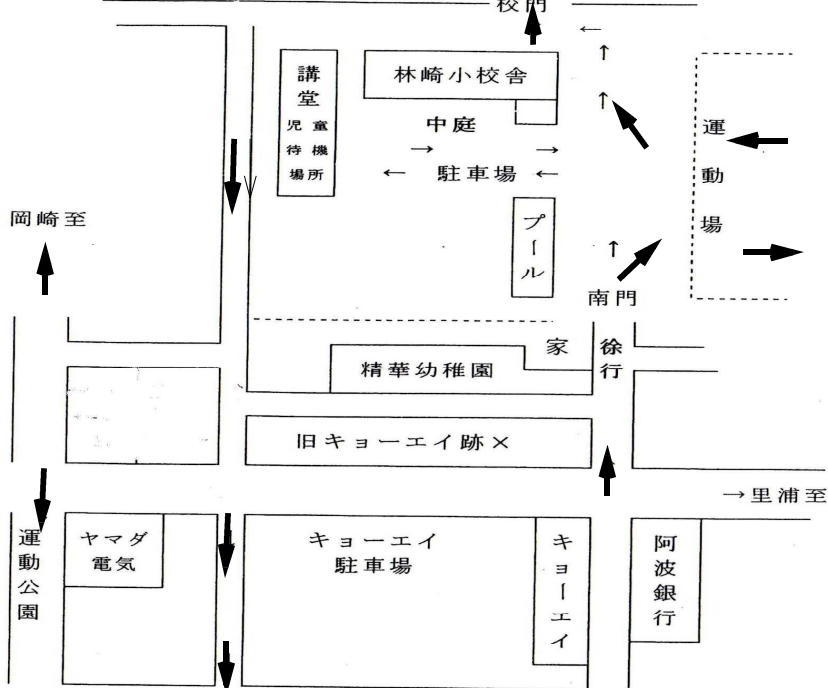 校門
←
↑
講堂
児童
待機
場所
林崎小校舎
↑
中庭
→ →
← 駐車場 ←
運動場
岡崎至
プール
↑
南門
家
徐行
精華幼稚園
旧キョーエイ跡×
→里浦至
運動公園
ヤマダ
電気
キョーエイ
駐車場
キョーエイ
阿波銀行